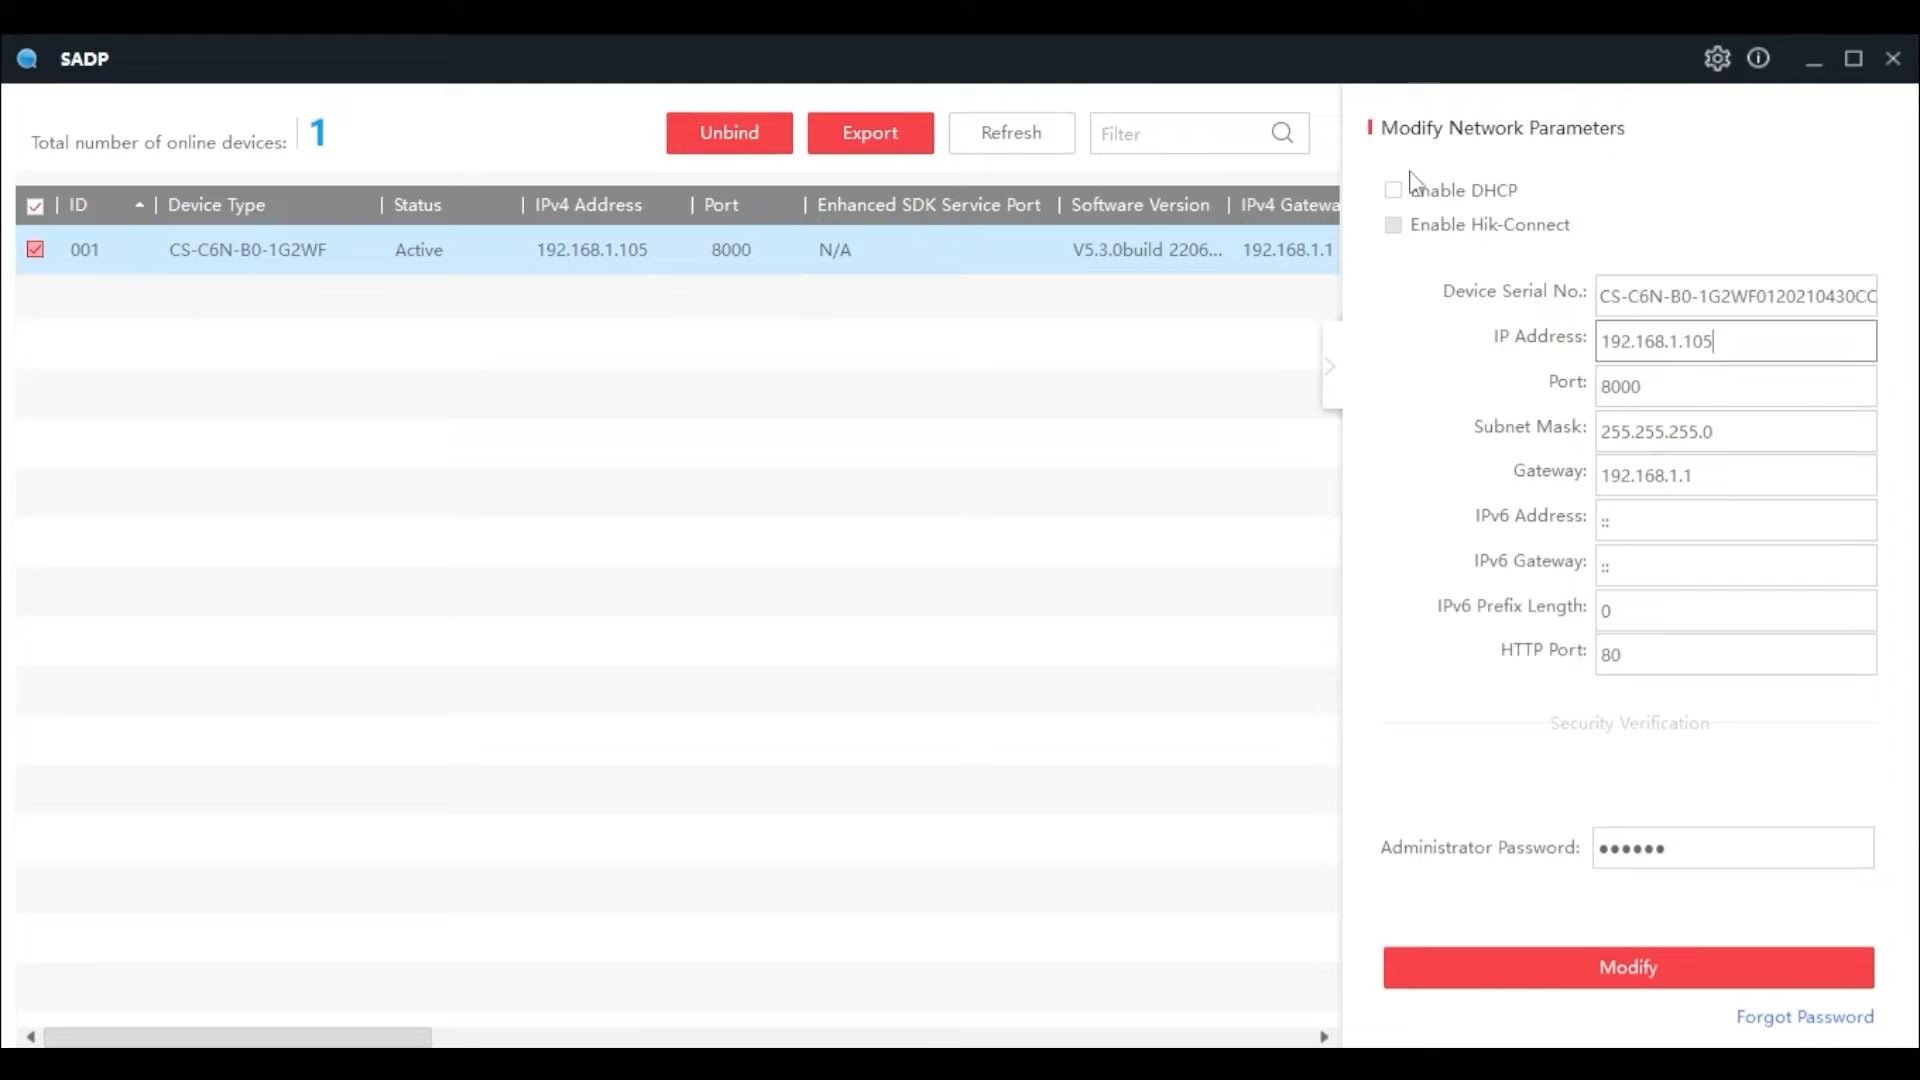 SADP
Total number of online devices: 1
Unbind
Export
Refresh
Filter
ID | Device Type | Status | IPv4 Address | Port | Enhanced SDK Service Port | Software Version | IPv4 Gatewa
001 CS-C6N-B0-1G2WF Active 192.168.1.105 8000 N/A V5.3.0build 2206... 192.168.1.1
Modify Network Parameters
Enable DHCP
Enable Hik-Connect
Device Serial No.: CS-C6N-B0-1G2WF0120210430CC
IP Address: 192.168.1.105
Port: 8000
Subnet Mask: 255.255.255.0
Gateway: 192.168.1.1
IPv6 Address: ::
IPv6 Gateway: ::
IPv6 Prefix Length: 0
HTTP Port: 80
Security Verification
Administrator Password: ●●●●●●
Modify
Forgot Password